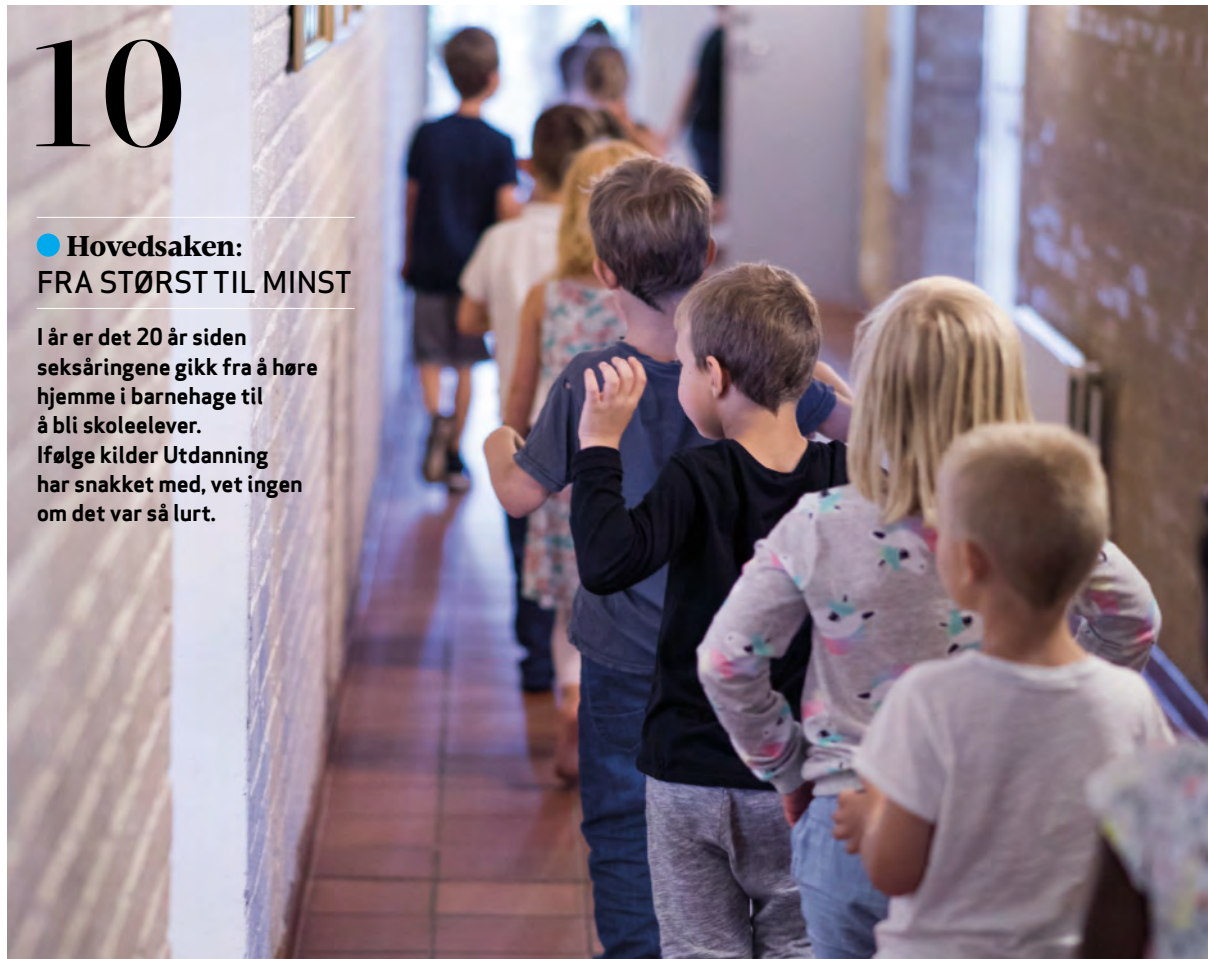 10
Hovedsaken:
FRA STØRST TIL MINST
I år er det 20 år siden
seksåringene gikk fra å høre
hjemme i barnehage til
å bli skoleelever.
Ifølge kilder Utdanning
har snakket med, vet ingen
om det var så lurt.